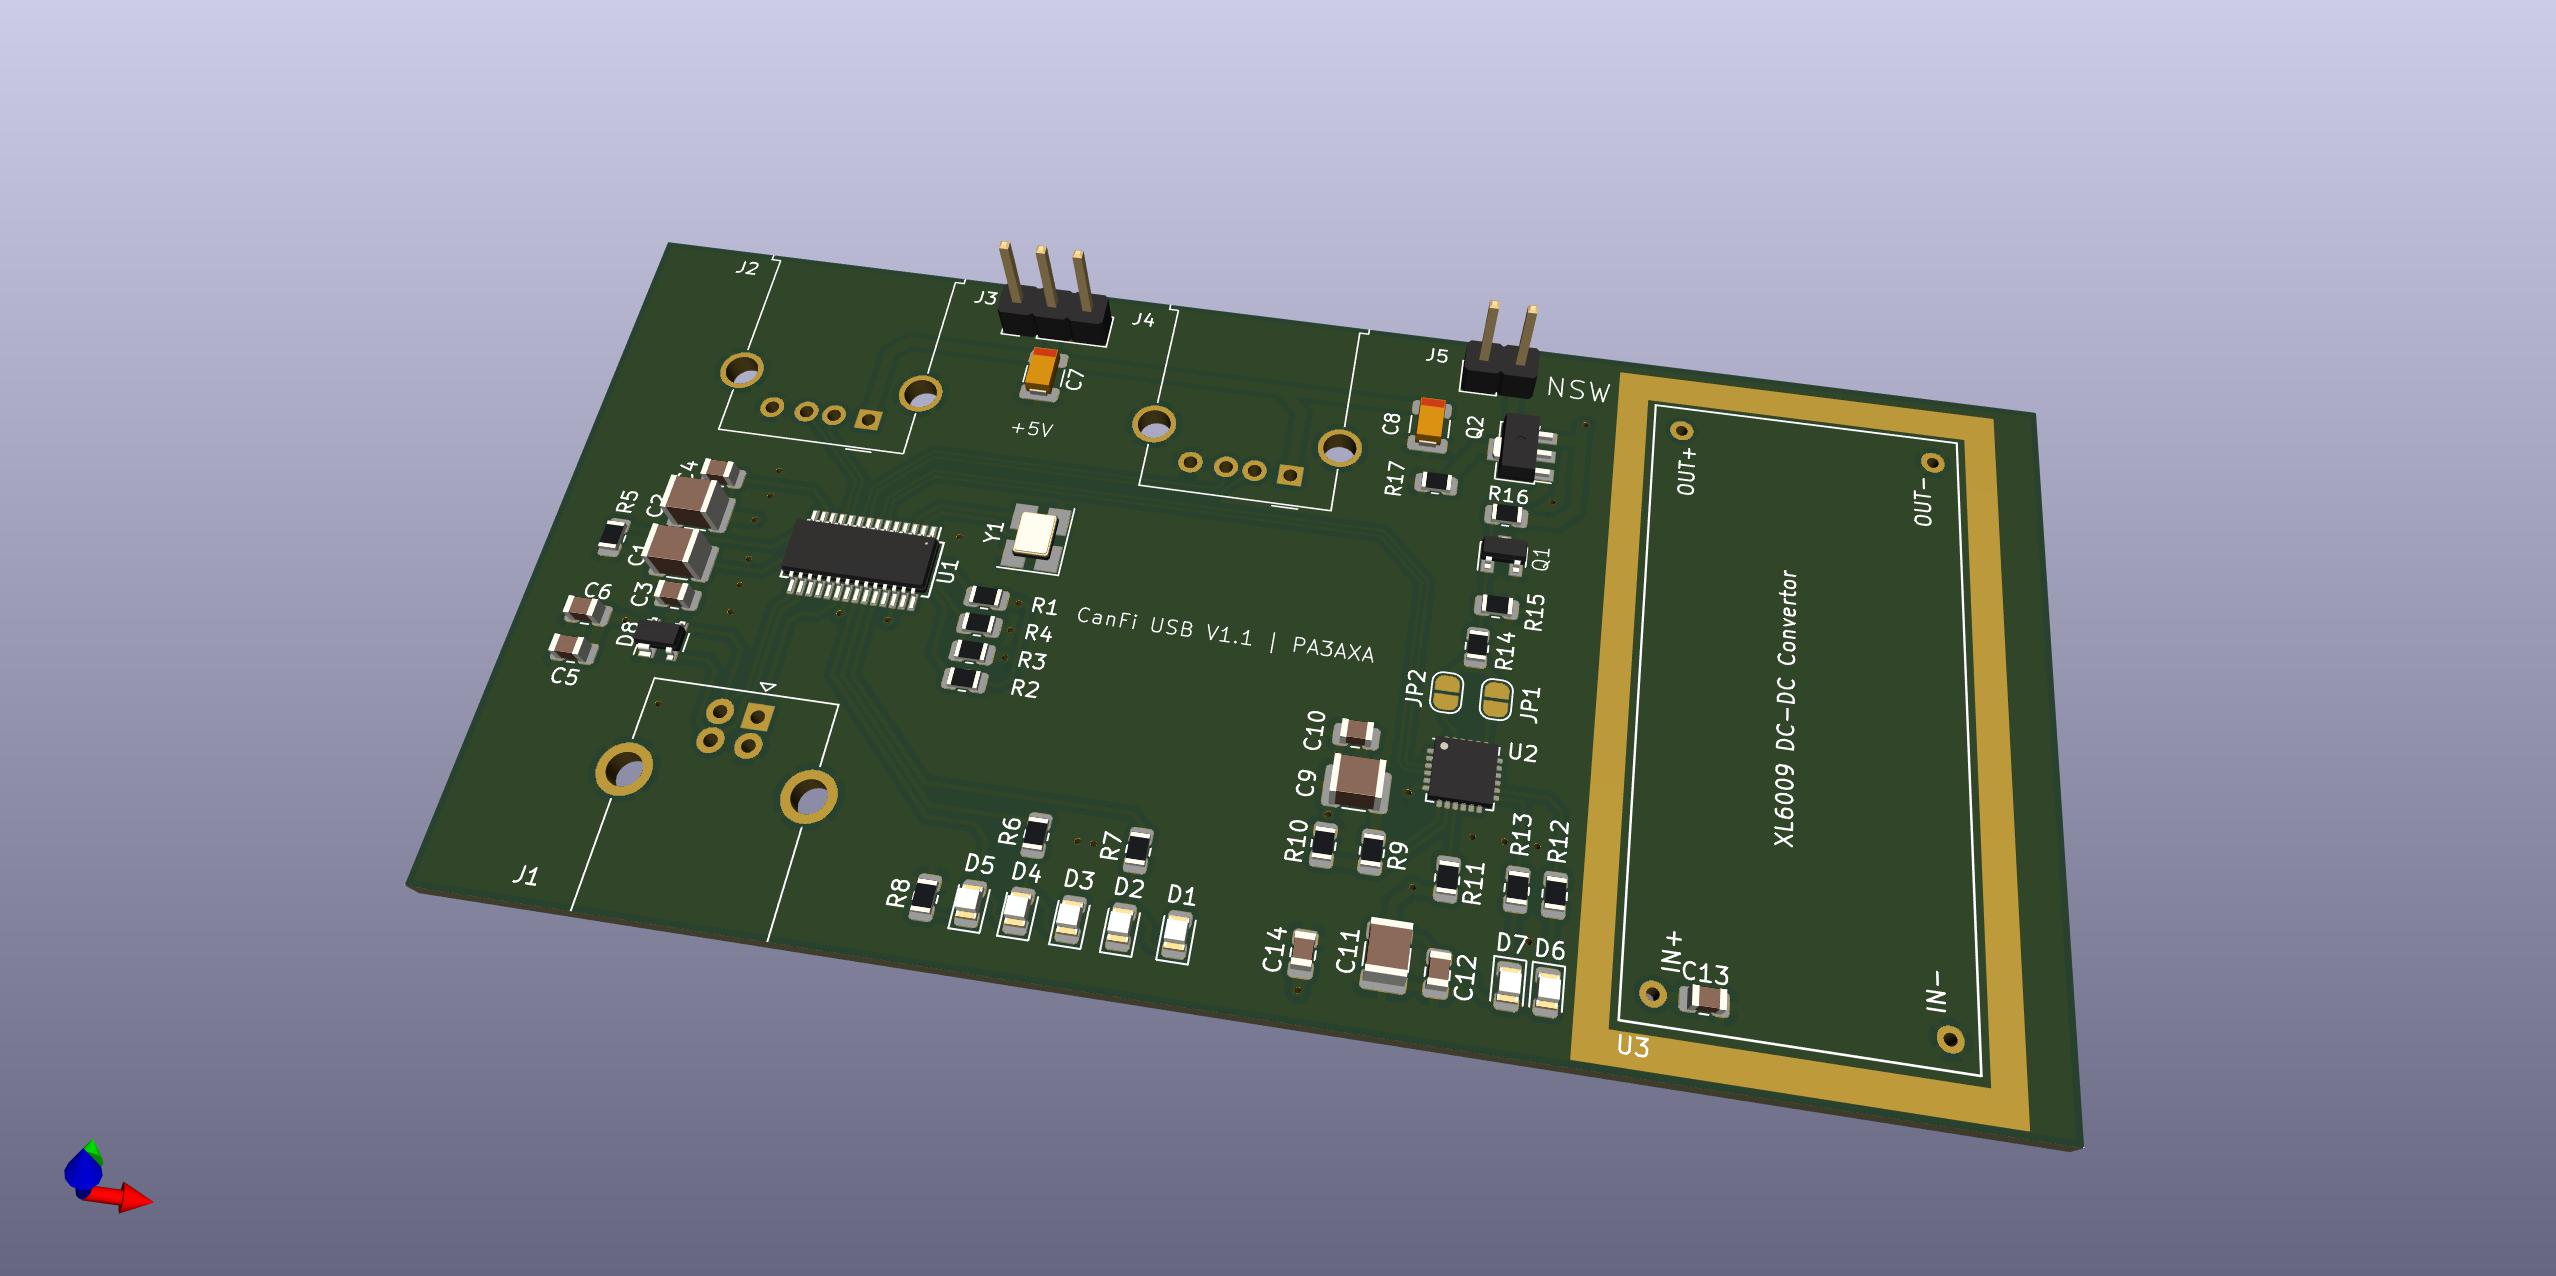 J2
J3
J4
J5
NSW
C7
+5V
C8
Q2
OUT+
OUT-
R17
R16
R5
C2
Y1
U1
C1
Q1
C6
C3
R1
R15
D8
R4
CanFi USB V1.1 | PA3AXA
R14
C5
R3
R2
JP2
JP1
XL6009 DC-DC Convertor
C10
U2
C9
R6
R7
R10
R9
R13
R12
J1
R8
D5
D4
D3
D2
D1
R11
C14
C11
C12
D7
D6
IN+
C13
IN-
U3